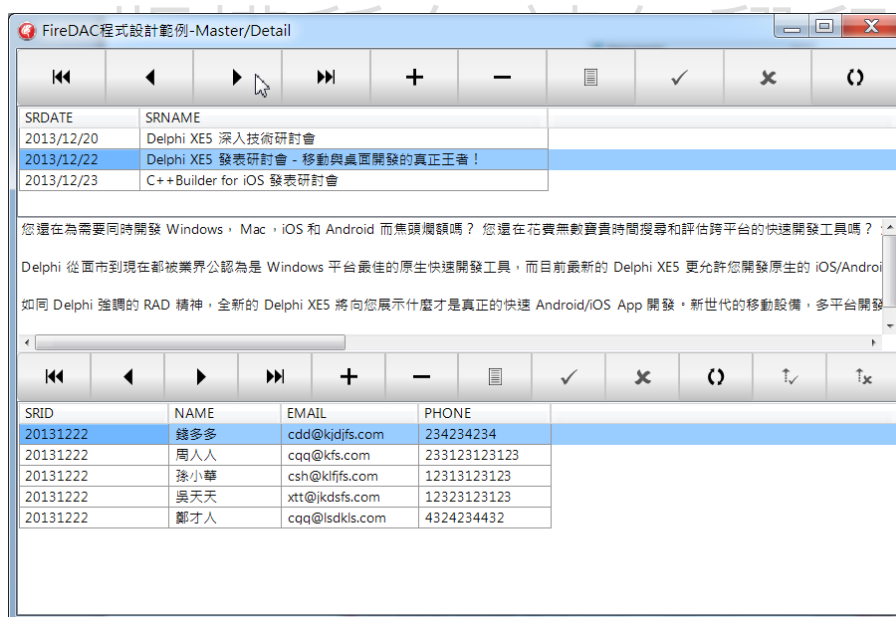 FireDAC程式設計範例-Master/Detail
SRDATE SRNAME
2013/12/20 Delphi XE5 深入技術研討會
2013/12/22 Delphi XE5 發表研討會 - 移動與桌面開發的真正王者！
2013/12/23 C++Builder for iOS 發表研討會
您還在為需要同時開發 Windows， Mac，iOS 和 Android 而焦頭爛額嗎？ 您還在花費無數寶貴時間搜尋和評估跨平台的快速開發工具嗎？
Delphi 從面市到現在都被業界公認為是 Windows 平台最佳的原生快速開發工具，而目前最新的 Delphi XE5 更允許您開發原生的 iOS/Androi
如同 Delphi 強調的 RAD 精神，全新的 Delphi XE5 將向您展示什麼才是真正的快速 Android/iOS App 開發。新世代的移動設備，多平台開發
SRID NAME EMAIL PHONE
20131222 錢多多 cdd@kjdjfs.com 234234234
20131222 周人人 cqq@kfs.com 233123123123
20131222 孫小華 csh@klfjfs.com 12313123123
20131222 吳天天 xtt@jkdsfs.com 12323123123
20131222 鄭才人 cqq@lsdkls.com 4324234432